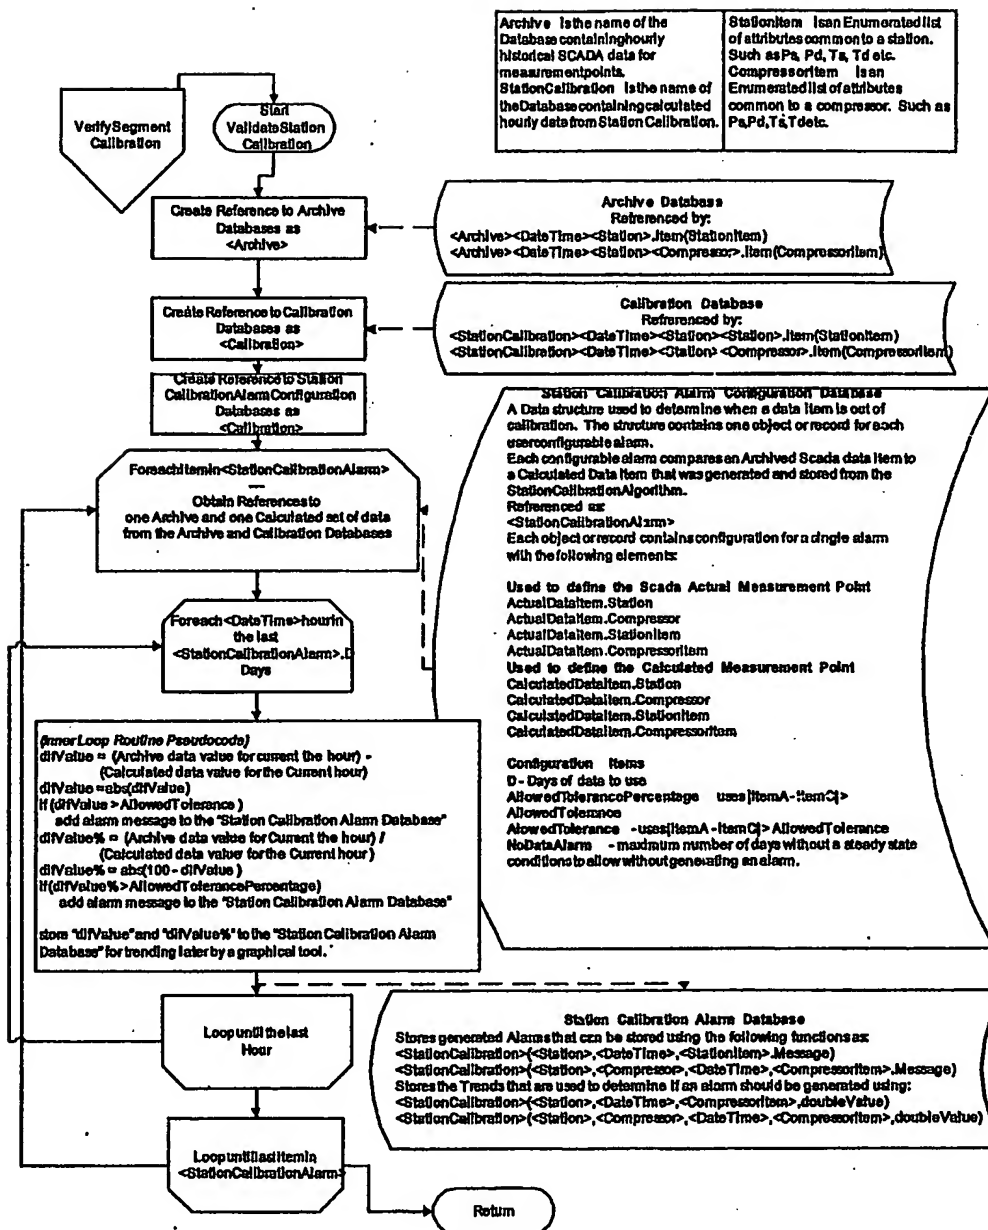 Archive is the name of the
Database containing hourly
historical SCADA data for
measurement points.
StationCalibration is the name of
the Database containing calculated
hourly data from Station Calibration.
StationItem is an Enumerated list
of attributes common to a station.
Such as Pa, Pd, Ts, Td etc.
CompressorItem is an
Enumerated list of attributes
common to a compressor. Such as
Pa,Pd,Ts,Td etc.
Verify Segment
Calibration
Start
Validate Station
Calibration
Create Reference to Archive
Databases as
<Archive>
Archive Database
Refrerenced by:
<Archive><DateTime><Station>.Item(StationItem)
<Archive><DateTime><Station><Compressor>.Item(CompressorItem)
Create Reference to Calibration
Databases as
<Calibration>
Calibration Database
Refrerenced by:
<StationCalibration><DateTime><Station><Station>.Item(StationItem)
<StationCalibration><DateTime><Station><Compressor>.Item(CompressorItem)
Create Reference to Station
CalibrationAlarm Configuration
Databases as
<Calibration>
Station Calibration Alarm Configuration Database
A Data structure used to determine when a data item is out of
calibration. The structure contains one object or record for each
user configurable alarm.
Each configurable alarm compares an Archived Scada data item to
a Calculated Data Item that was generated and stored from the
StationCalibrationAlgorithm.
Refrerenced as:
<StationCalibrationAlarm>
Each object or record contains configuration for a single alarm
with the following elements:
Used to define the Scada Actual Measurement Point
ActualDataItem.Station
ActualDataItem.Compressor
ActualDataItem.StationItem
ActualDataItem.CompressorItem
Used to define the Calculated Measurement Point
CalculatedDataItem.Station
CalculatedDataItem.Compressor
CalculatedDataItem.StationItem
CalculatedDataItem.CompressorItem
Configuration Items
D - Days of data to use
AllowedTolerancePercentage uses|ItemA-ItemC|>
AllowedTolerance
AlowedTolerance - uses|ItemA - ItemC|> AllowedTolerance
NoDataAlarm - maximum number of days without a steady state
conditions to allow without generating an alarm.
Foreach Item in <StationCalibrationAlarm>
Obtain References to
one Archive and one Calculated set of data
from the Archive and Calibration Databases
Foreach <DateTime> hour in
the last
<StationCalibrationAlarm>.D
Days
(Inner Loop Routine Pseudocode)
difValue = (Archive data value for current the hour) -
(Calculated data value for the Current hour)
difValue = abs(difValue)
If (difValue > AllowedTolerance )
add alarm message to the "Station Calibration Alarm Database"
difValue% = (Archive data value for Current the hour) /
(Calculated data value for the Current hour )
difValue% = abs(100 - difValue )
if(difValue% > AllowedTolerancePercentage)
add alarm message to the "Station Calibration Alarm Database"
store "difValue" and "difValue%" to the "Station Calibration Alarm
Database" for trending later by a graphical tool.
Loop until the last
Hour
Station Calibration Alarm Database
Stores generated Alarms that can be stored using the following functions as:
<StationCalibration>(<Station>,<DateTime>,<StationItem>.Message)
<StationCalibration>(<Station>,<Compressor>,<DateTime>,<CompressorItem>.Message)
Stores the Trends that are used to determine if an alarm should be generated using:
<StationCalibration>(<Station>,<DateTime>,<CompressorItem>,doubleValue)
<StationCalibration>(<Station>,<Compressor>,<DateTime>,<CompressorItem>,doubleValue)
Loop until last Item in
<StationCalibrationAlarm>
Return